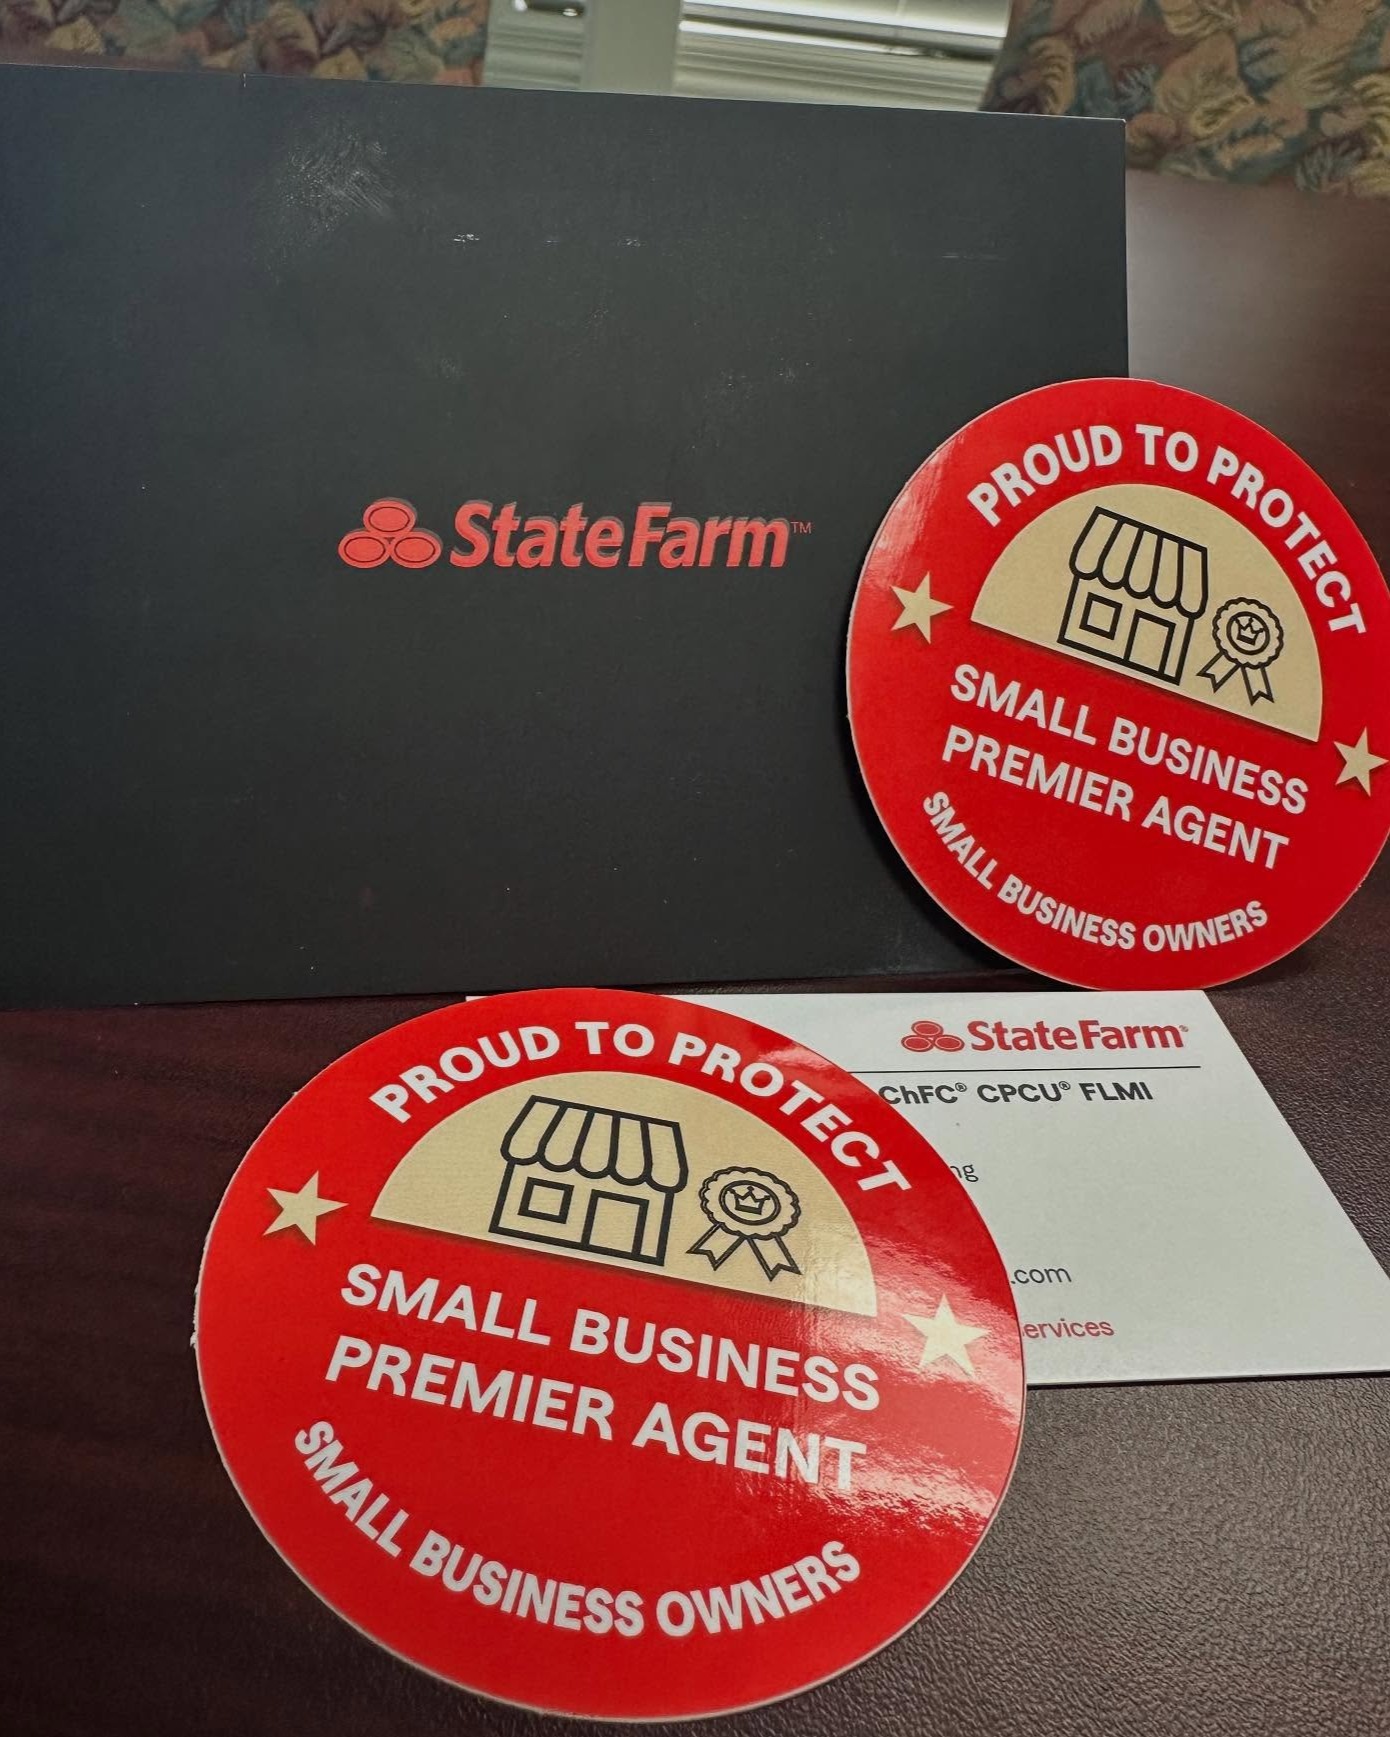 StateFarm™
PROUD TO PROTECT
SMALL BUSINESS
PREMIER AGENT
SMALL BUSINESS OWNERS
StateFarm®
ChFC® CPCU® FLMI
.com
PROUD TO PROTECT
SMALL BUSINESS
PREMIER AGENT
SMALL BUSINESS OWNERS